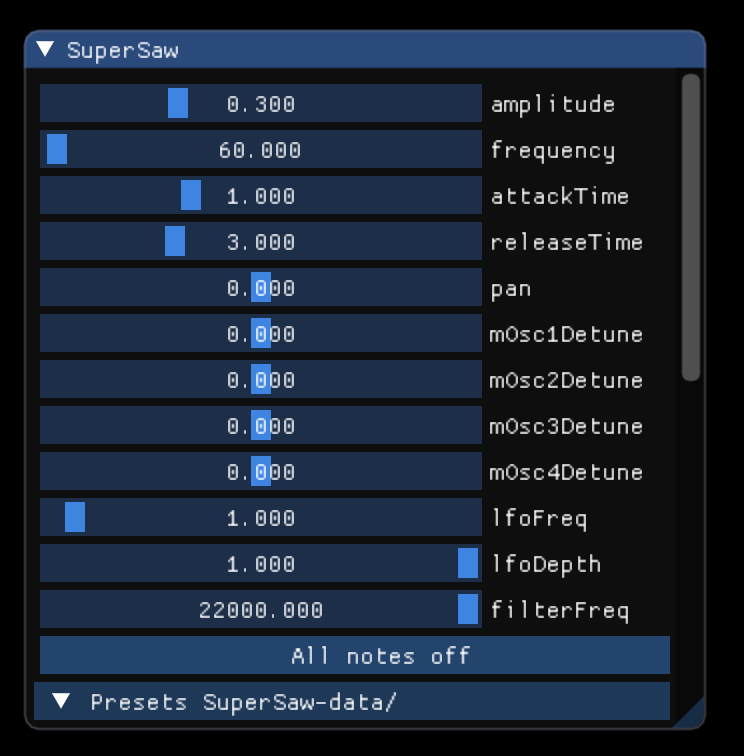 SuperSaw
0.300 amplitude
60.000 frequency
1.000 attackTime
3.000 releaseTime
0.000 pan
0.000 mOsc1Detune
0.000 mOsc2Detune
0.000 mOsc3Detune
0.000 mOsc4Detune
1.000 lfoFreq
1.000 lfoDepth
22000.000 filterFreq
All notes off
Presets SuperSaw-data/